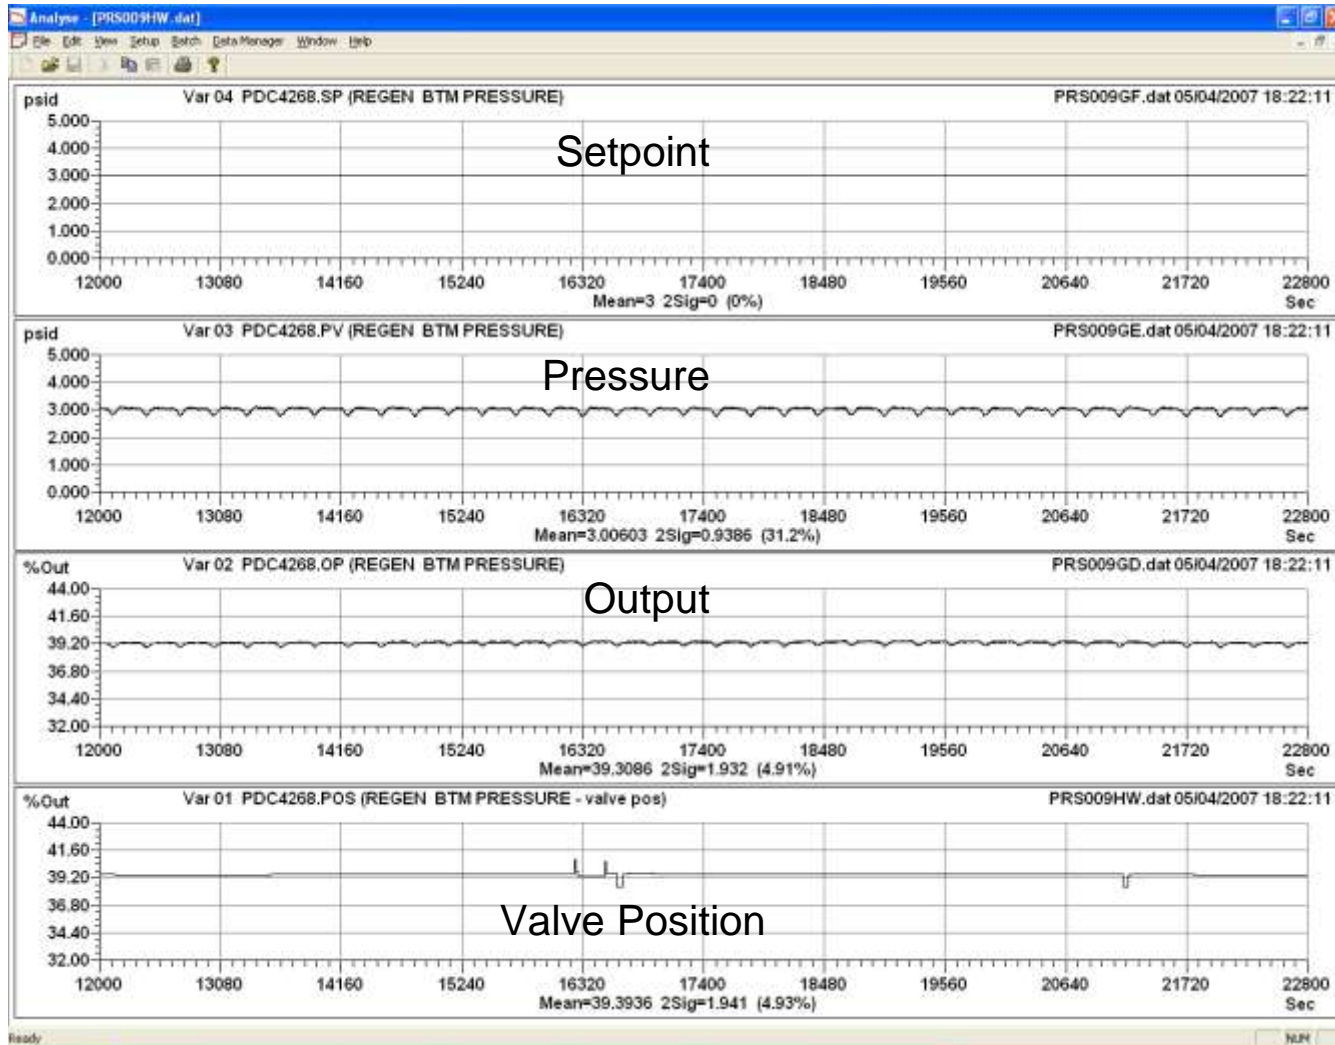 Analyse - [PRS009HW.dat]
File Edit View Setup Batch Data Manager Window Help
psid Var 04 PDC4268.SP (REGEN BTM PRESSURE) PRS009GF.dat 05/04/2007 18:22:11
5.000
4.000
Setpoint
3.000
2.000
1.000
0.000
12000 13080 14160 15240 16320 17400 18480 19560 20640 21720 22800
Mean=3 2Sig=0 (0%) Sec
psid Var 03 PDC4268.PV (REGEN BTM PRESSURE) PRS009GE.dat 05/04/2007 18:22:11
5.000
Pressure
4.000
3.000
2.000
1.000
0.000
12000 13080 14160 15240 16320 17400 18480 19560 20640 21720 22800
Mean=3.00603 2Sig=0.9386 (31.2%) Sec
%Out Var 02 PDC4268.OP (REGEN BTM PRESSURE) PRS009GD.dat 05/04/2007 18:22:11
44.00
Output
41.60
39.20
36.80
34.40
32.00
12000 13080 14160 15240 16320 17400 18480 19560 20640 21720 22800
Mean=39.3086 2Sig=1.932 (4.91%) Sec
%Out Var 01 PDC4268.POS (REGEN BTM PRESSURE - valve pos) PRS009HW.dat 05/04/2007 18:22:11
44.00
41.60
39.20
36.80
Valve Position
34.40
32.00
12000 13080 14160 15240 16320 17400 18480 19560 20640 21720 22800
Mean=39.3936 2Sig=1.941 (4.93%) Sec
Ready NUM